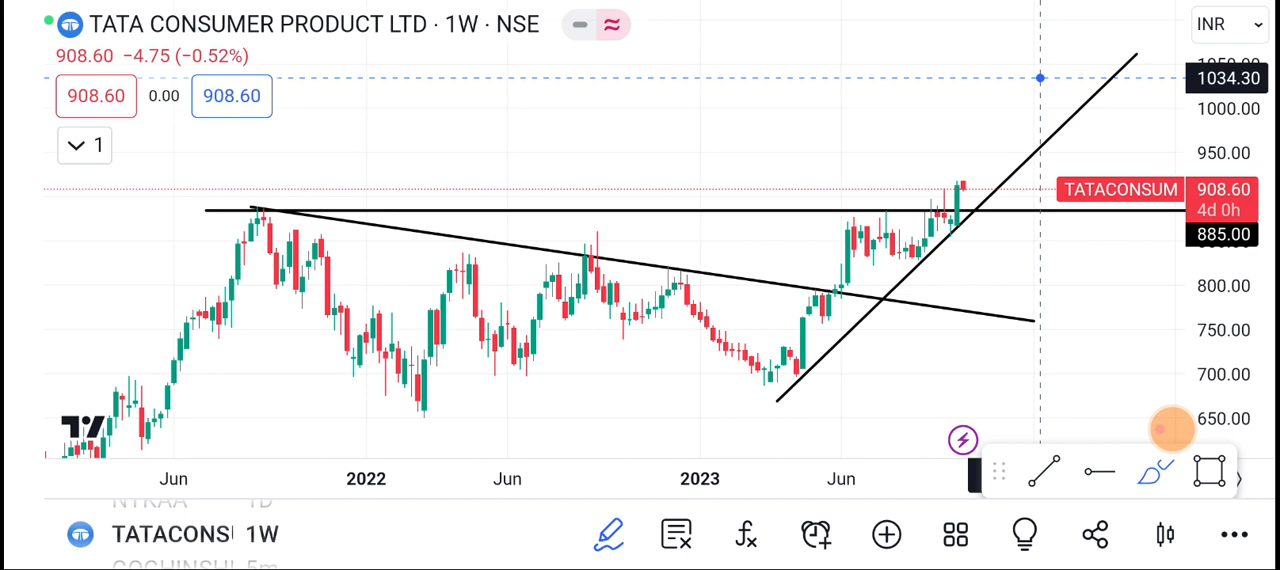 TATA CONSUMER PRODUCT LTD · 1W · NSE
INR
908.60 −4.75 (−0.52%)
908.60 0.00 908.60
1
1034.30
1000.00
950.00
TATACONSUM 908.60
4d 0h
885.00
800.00
750.00
700.00
650.00
Jun 2022 Jun 2023 Jun
TATACONSU 1W